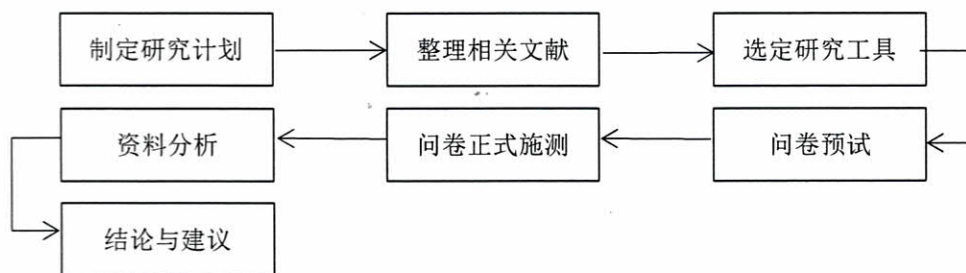 制定研究计划
整理相关文献
选定研究工具
问卷预试
问卷正式施测
资料分析
结论与建议